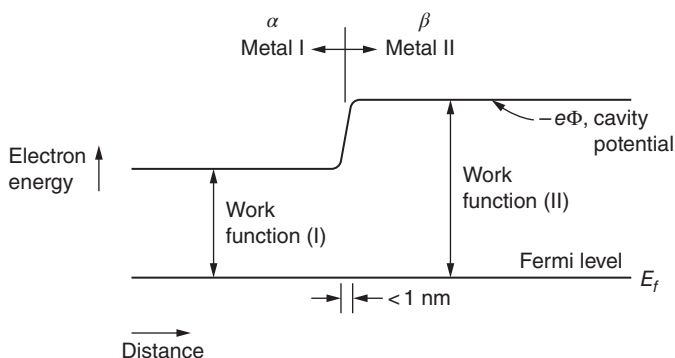 α
β
Metal I
Metal II
−eΦ, cavity
potential
Electron
energy
Work
function (I)
Work
function (II)
Fermi level
E_f
< 1 nm
Distance